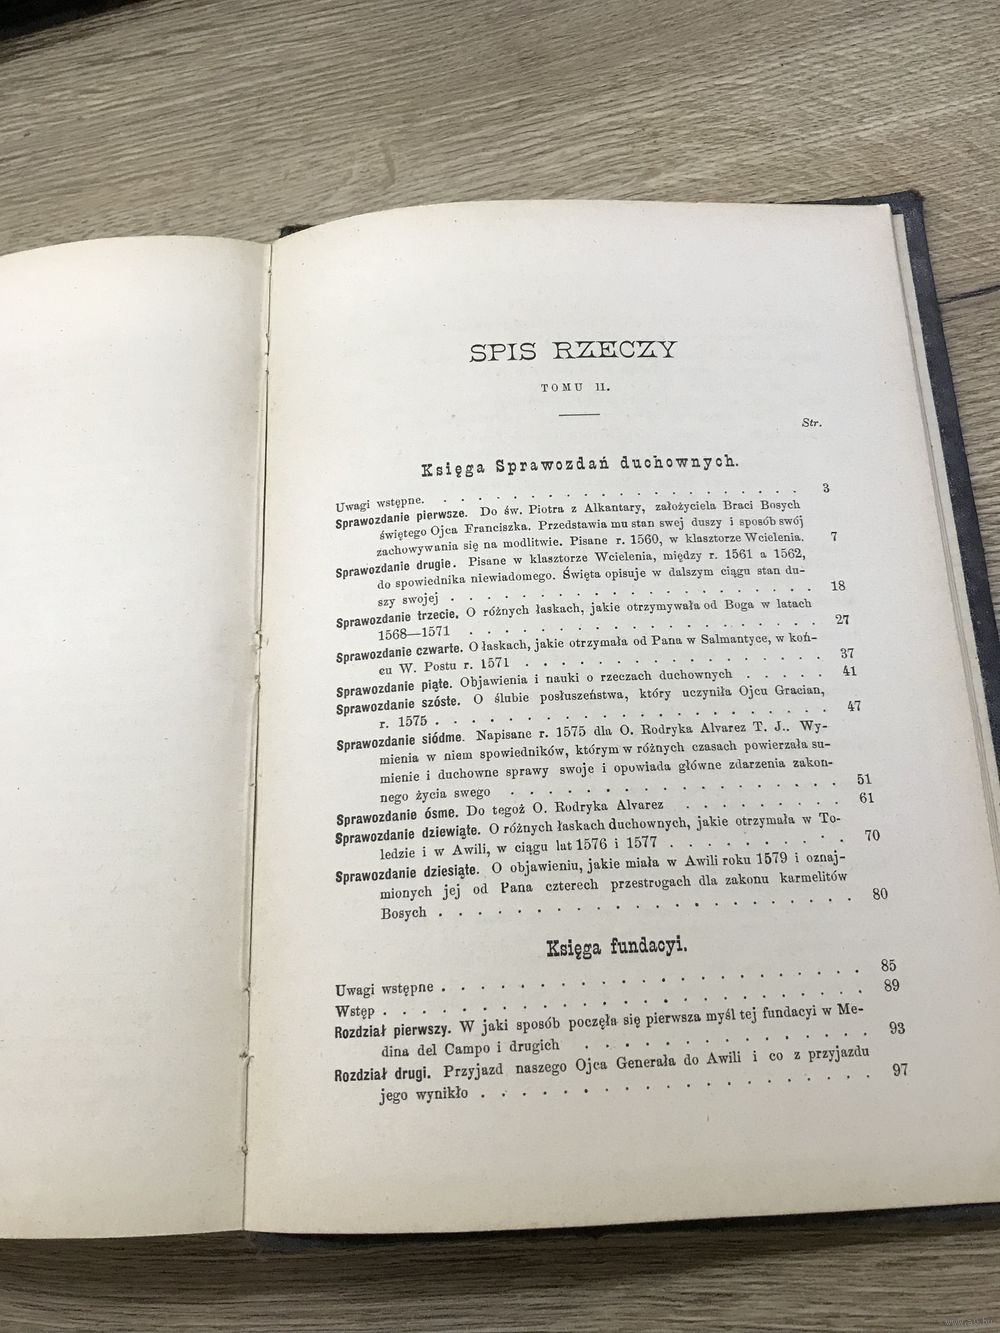 SPIS RZECZY
TOMU II.
Str.
Księga Sprawozdań duchownych.
Uwagi wstępne. . . . . . . . . . . . . . . . . . . . 3
Sprawozdanie pierwsze. Do św. Piotra z Alkantary, założyciela Braci Bosych
świętego Ojca Franciszka. Przedstawia mu stan swej duszy i sposób swój
zachowywania się na modlitwie. Pisane r. 1560, w klasztorze Wcielenia. 7
Sprawozdanie drugie. Pisane w klasztorze Wcielenia, między r. 1561 a 1562,
do spowiednika niewiadomego. Święta opisuje w dalszym ciągu stan du-
szy swojej . . . . . . . . . . . . . . . . . . . . 18
Sprawozdanie trzecie. O różnych łaskach, jakie otrzymywała od Boga w latach
1568—1571 . . . . . . . . . . . . . . . . . . . 27
Sprawozdanie czwarte. O łaskach, jakie otrzymała od Pana w Salmantyce, w koń-
cu W. Postu r. 1571 . . . . . . . . . . . . . . . . 37
Sprawozdanie piąte. Objawienia i nauki o rzeczach duchownych . . . . . 41
Sprawozdanie szóste. O ślubie posłuszeństwa, który uczyniła Ojcu Gracian,
r. 1575 . . . . . . . . . . . . . . . . . . . . . 47
Sprawozdanie siódme. Napisane r. 1575 dla O. Rodryka Alvarez T. J.. Wy-
mienia w niem spowiedników, którym w różnych czasach powierzała su-
mienie i duchowne sprawy swoje i opowiada główne zdarzenia zakon-
nego życia swego . . . . . . . . . . . . . . . . . 51
Sprawozdanie ósme. Do tegoż O. Rodryka Alvarez . . . . . . . . . 61
Sprawozdanie dziewiąte. O różnych łaskach duchownych, jakie otrzymała w To-
ledzie i w Awili, w ciągu lat 1576 i 1577 . . . . . . . . . . 70
Sprawozdanie dziesiąte. O objawieniu, jakie miała w Awili roku 1579 i oznaj-
mionych jej od Pana czterech przestrogach dla zakonu karmelitów
Bosych . . . . . . . . . . . . . . . . . . . . . 80
Księga fundacyi.
Uwagi wstępne . . . . . . . . . . . . . . . . . . . . 85
Wstęp . . . . . . . . . . . . . . . . . . . . . . . 89
Rozdział pierwszy. W jaki sposób poczęła się pierwsza myśl tej fundacyi w Me-
dina del Campo i drugich . . . . . . . . . . . . . . 93
Rozdział drugi. Przyjazd naszego Ojca Generała do Awili i co z przyjazdu
jego wynikło . . . . . . . . . . . . . . . . . . . 97